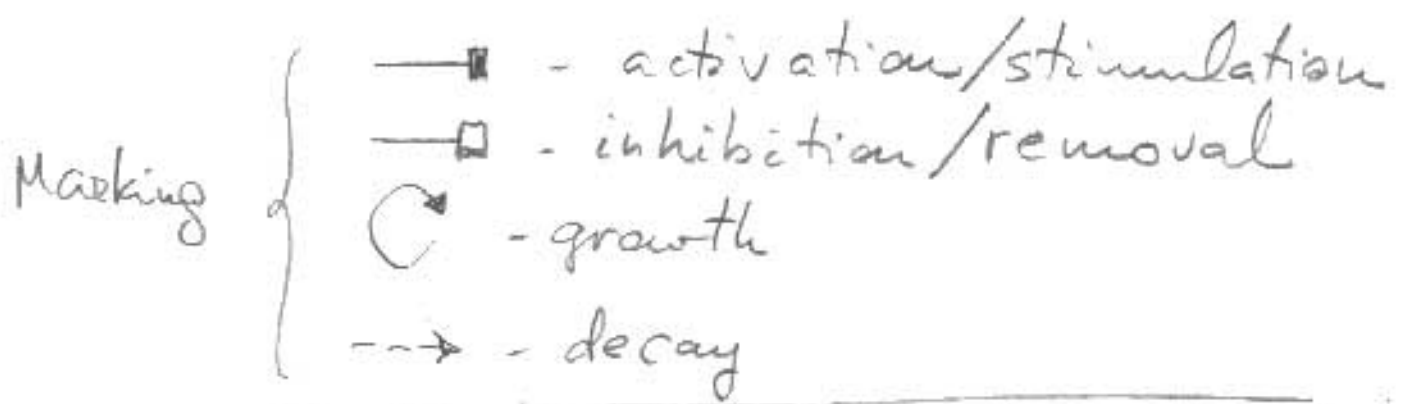 - activation/stimulation
- inhibition/removal
Marking
- growth
- decay